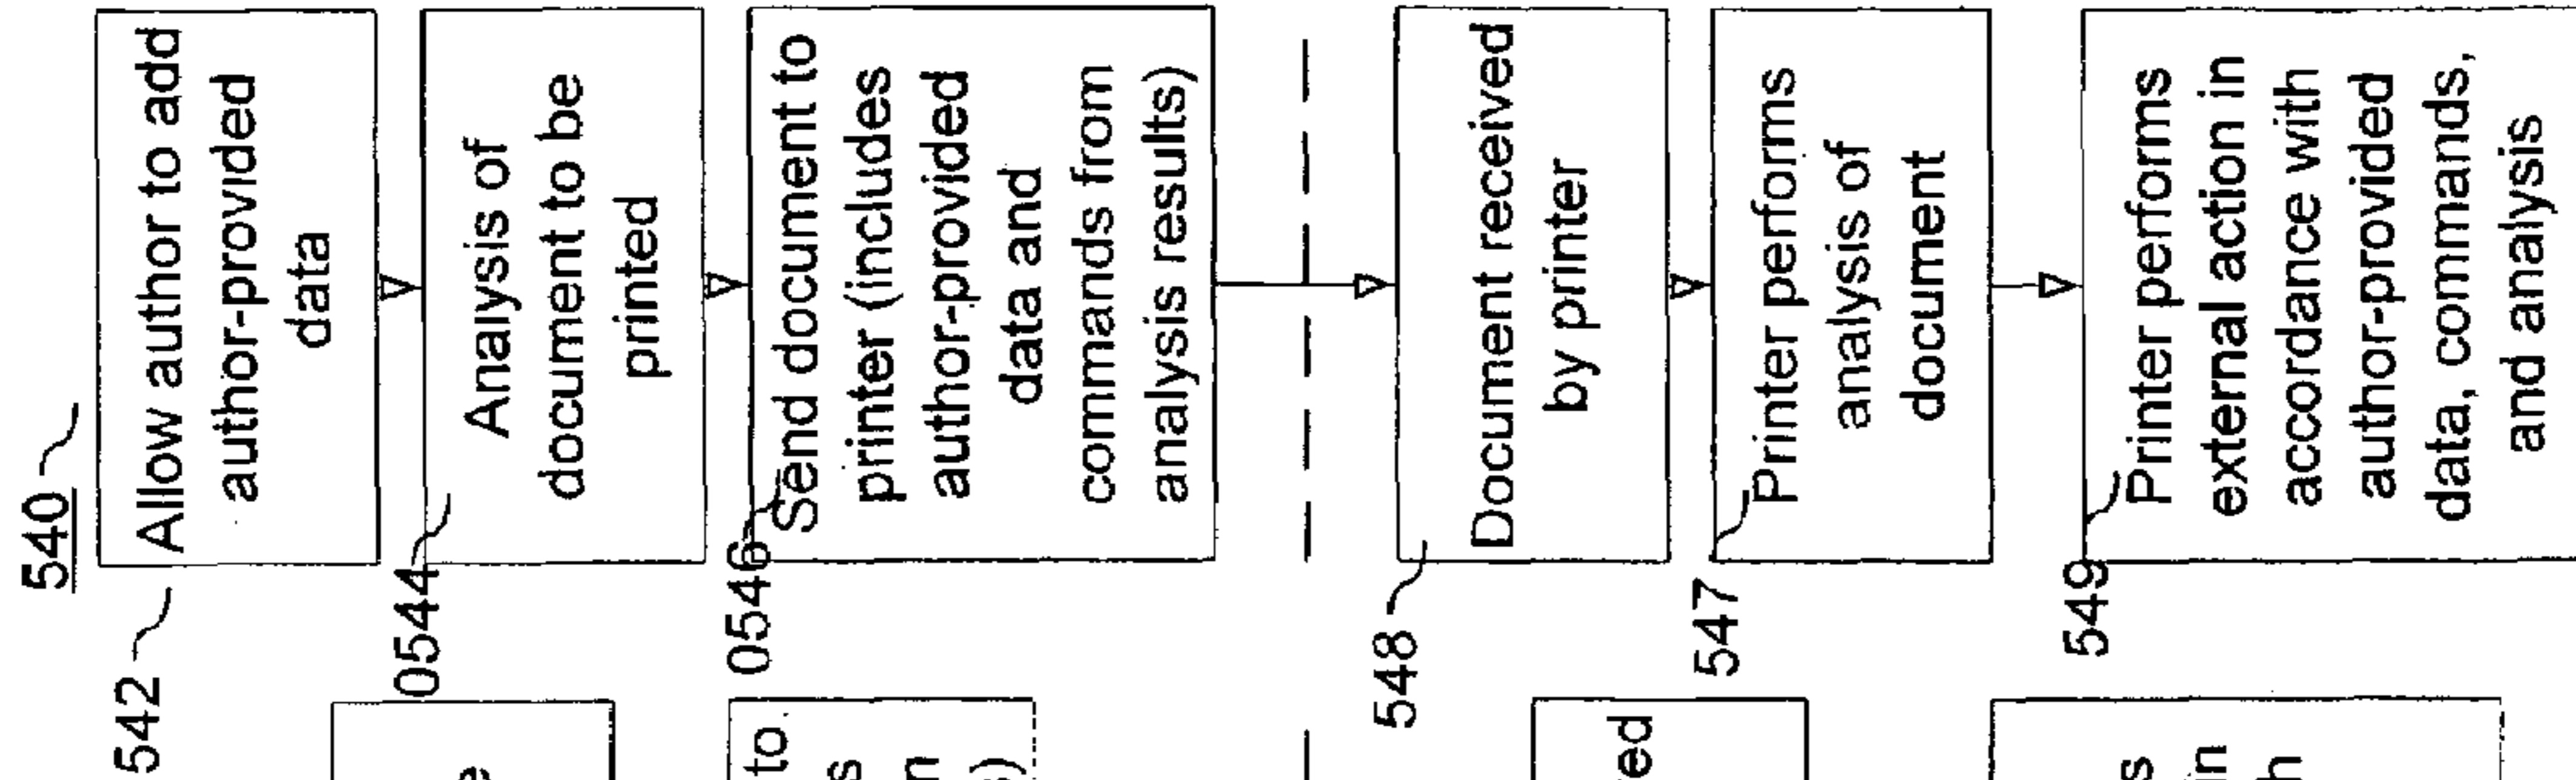 540
542
Allow author to add
author-provided
data
0544
Analysis of
document to be
printed
0546
Send document to
printer (includes
author-provided
data and
commands from
analysis results)
548
Document received
by printer
547
Printer performs
analysis of
document
549
Printer performs
external action in
accordance with
author-provided
data, commands,
and analysis
to